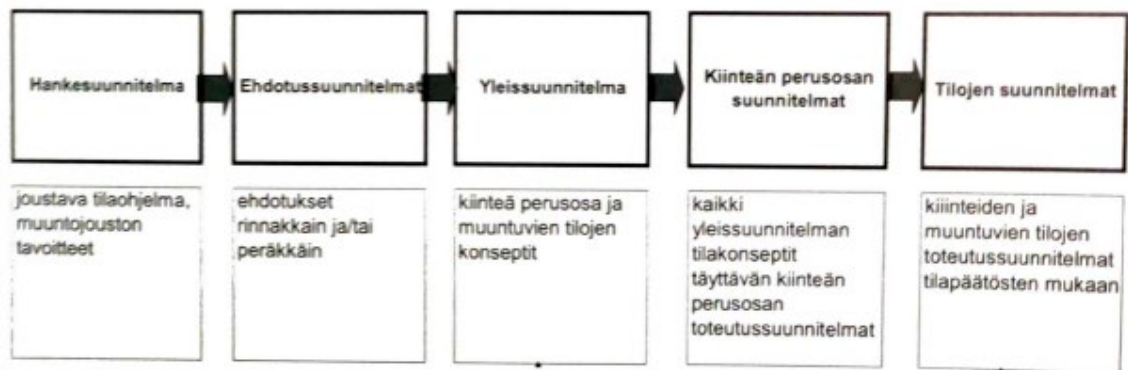 Hankesuunnitelma
Ehdotussuunnitelmat
Yleissuunnitelma
Kiinteän perusosan
suunnitelmat
Tilojen suunnitelmat
joustava tilaohjelma,
muuntojouston
tavoitteet
ehdotukset
rinnakkain ja/tai
peräkkäin
kiinteä perusosa ja
muuntuvien tilojen
konseptit
kaikki
yleissuunnitelman
tilakonseptit
täyttävän kiinteän
perusosan
toteutussuunnitelmat
kiiinteiden ja
muuntuvien tilojen
toteutussuunnitelmat
tilapäätösten mukaan